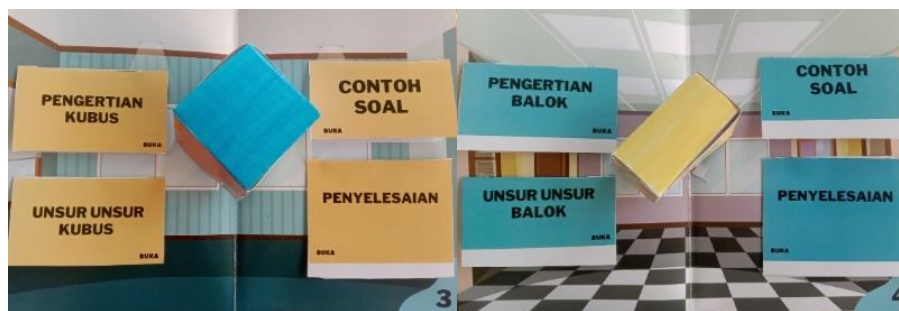 PENGERTIAN
KUBUS
BUKA
UNSUR UNSUR
KUBUS
BUKA
CONTOH
SOAL
BUKA
PENYELESAIAN
BUKA
3
PENGERTIAN
BALOK
BUKA
UNSUR UNSUR
BALOK
BUKA
CONTOH
SOAL
BUKA
PENYELESAIAN
BUKA
4